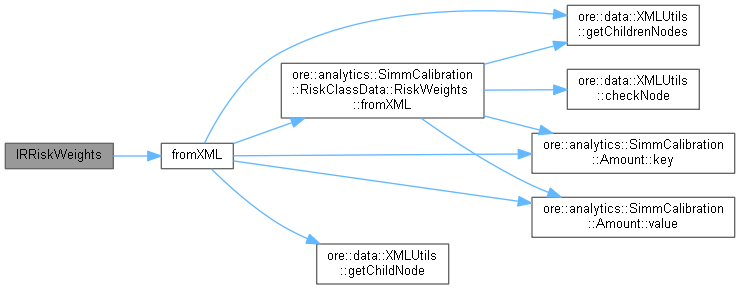 IRRiskWeights
fromXML
ore::analytics::SimmCalibration
::RiskClassData::RiskWeights
::fromXML
ore::data::XMLUtils
::getChildNode
ore::data::XMLUtils
::getChildrenNodes
ore::data::XMLUtils
::checkNode
ore::analytics::SimmCalibration
::Amount::key
ore::analytics::SimmCalibration
::Amount::value